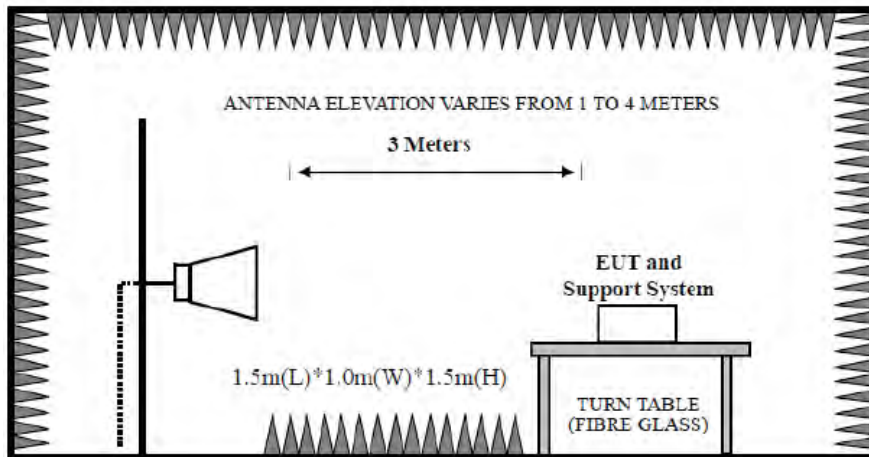 ANTENNA ELEVATION VARIES FROM 1 TO 4 METERS
3 Meters
EUT and
Support System
1.5m(L)*1.0m(W)*1.5m(H)
TURN TABLE
(FIBRE GLASS)